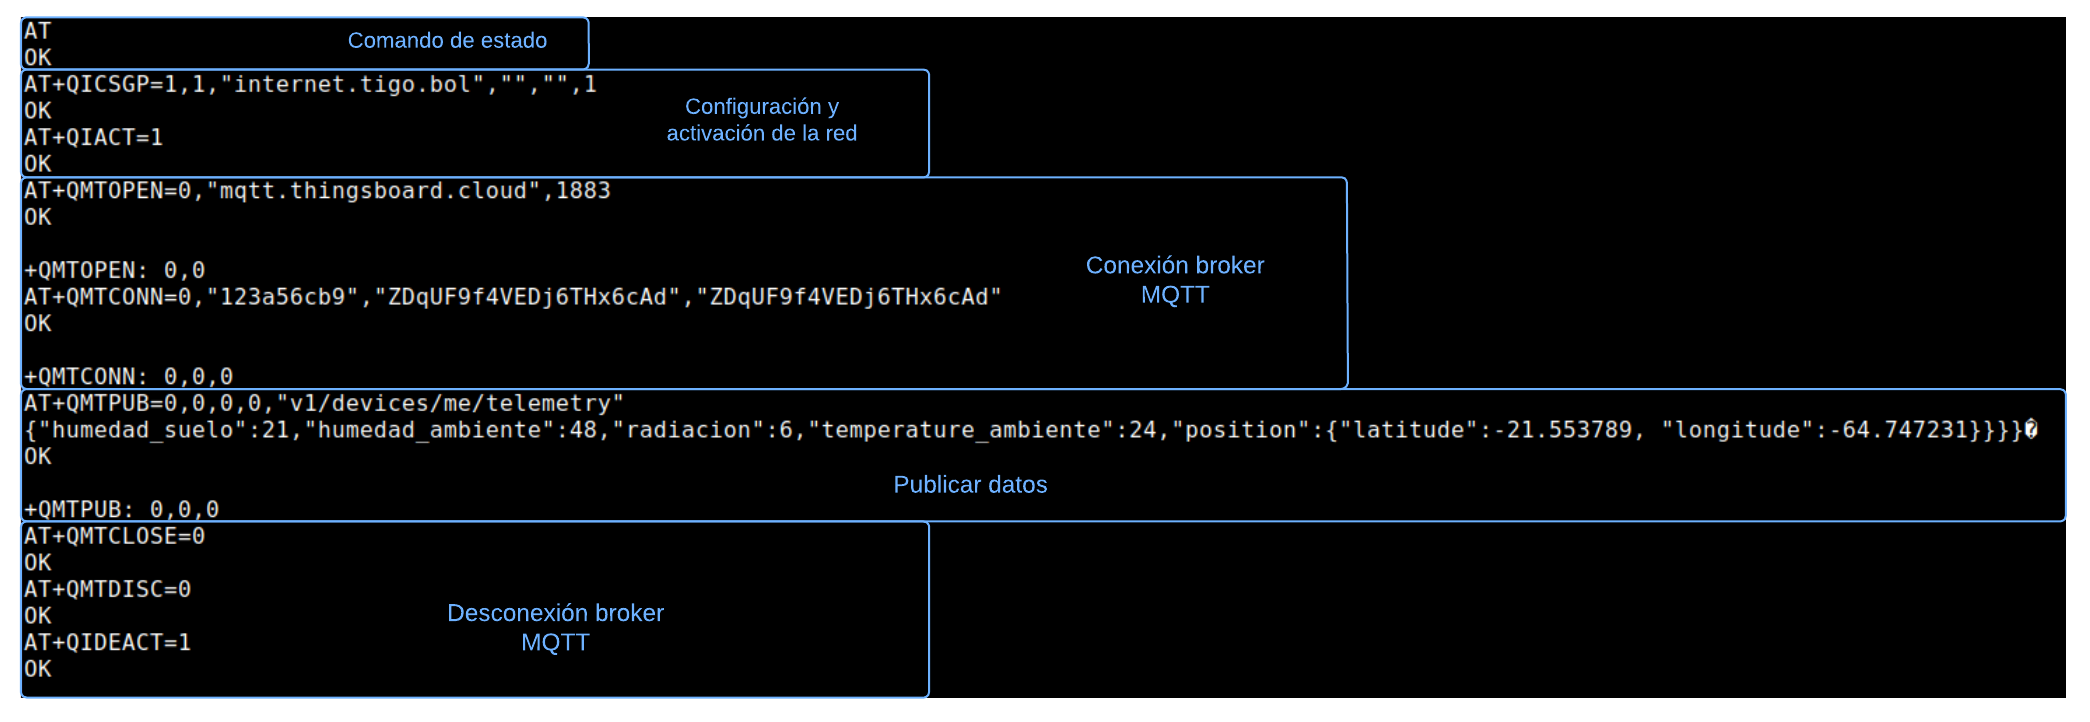 AT
OK
Comando de estado
AT+QICSGP=1,1,"internet.tigo.bol","","",1
OK
AT+QIACT=1
OK
Configuración y
activación de la red
AT+QMTOPEN=0,"mqtt.thingsboard.cloud",1883
OK
+QMTOPEN: 0,0
AT+QMTCONN=0,"123a56cb9","ZDqUF9f4VEDj6THx6cAd","ZDqUF9f4VEDj6THx6cAd"
OK
+QMTCONN: 0,0,0
Conexión broker
MQTT
AT+QMTPUB=0,0,0,0,"v1/devices/me/telemetry"
{"humedad_suelo":21,"humedad_ambiente":48,"radiacion":6,"temperature_ambiente":24,"position":{"latitude":-21.553789, "longitude":-64.747231}}}}�
OK
+QMTPUB: 0,0,0
Publicar datos
AT+QMTCLOSE=0
OK
AT+QMTDISC=0
OK
AT+QIDEACT=1
OK
Desconexión broker
MQTT